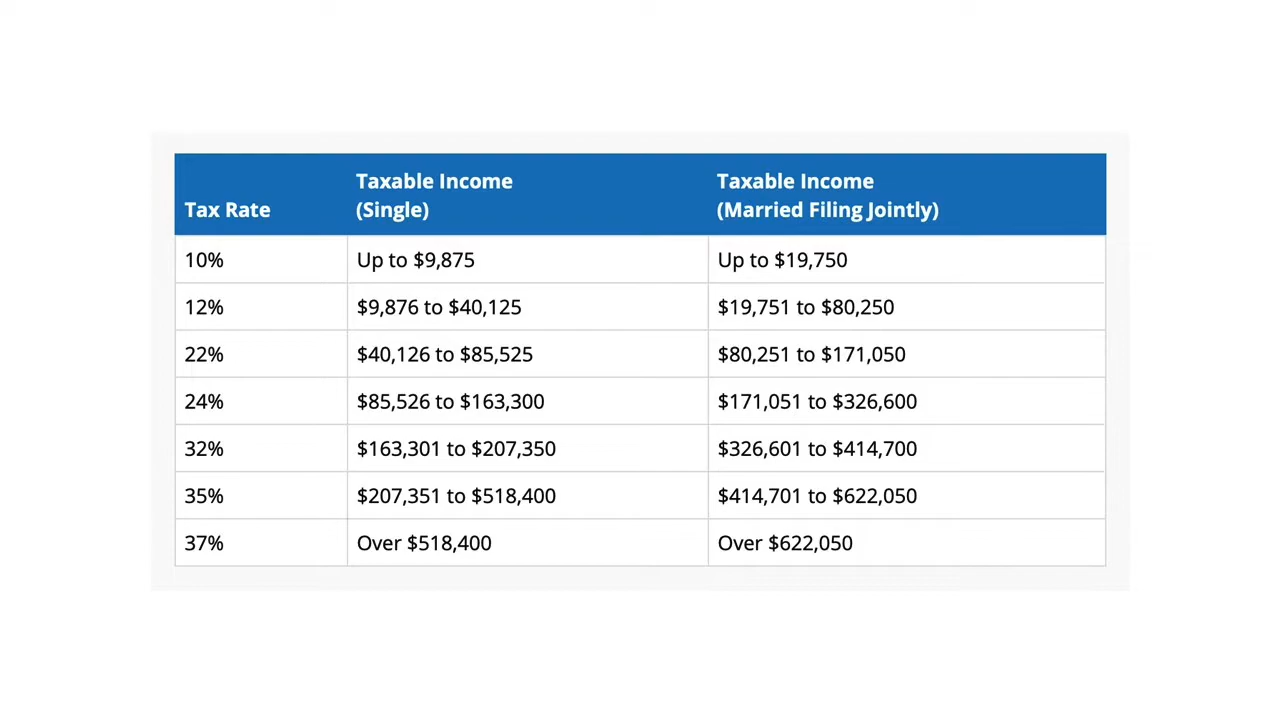 Tax Rate
Taxable Income
(Single)
Taxable Income
(Married Filing Jointly)
10% Up to $9,875 Up to $19,750
12% $9,876 to $40,125 $19,751 to $80,250
22% $40,126 to $85,525 $80,251 to $171,050
24% $85,526 to $163,300 $171,051 to $326,600
32% $163,301 to $207,350 $326,601 to $414,700
35% $207,351 to $518,400 $414,701 to $622,050
37% Over $518,400 Over $622,050